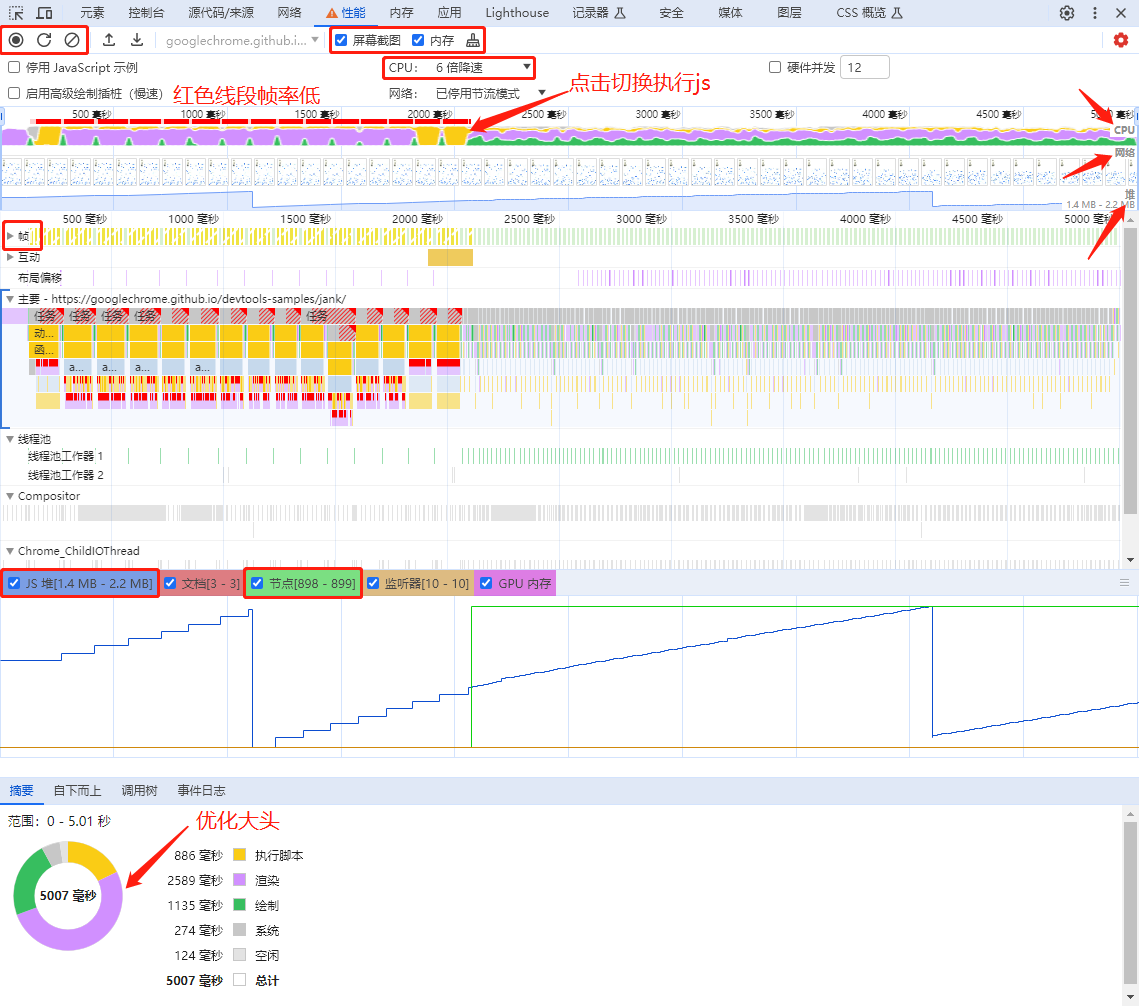 元素 控制台 源代码/来源 网络 性能 内存 应用 Lighthouse 记录器 安全 媒体 图层 CSS 概览
googlechrome.github.i... 屏幕截图 内存
停用 JavaScript 示例 CPU： 6 倍降速 硬件并发 12
启用高级绘制插桩（慢速） 网络： 已停用节流模式
点击切换执行js
红色线段帧率低
500 毫秒 1000 毫秒 1500 毫秒 2000 毫秒 2500 毫秒 3000 毫秒 3500 毫秒 4000 毫秒 4500 毫秒
CPU
网络
堆
1.4 MB - 2.2 MB
500 毫秒 1000 毫秒 1500 毫秒 2000 毫秒 2500 毫秒 3000 毫秒 3500 毫秒 4000 毫秒 4500 毫秒 5000 毫秒
帧
互动
布局偏移
主要 - https://googlechrome.github.io/devtools-samples/jank/
任务 任务 任务 任务 任务
动...
函...
a... a... a... a...
线程池
线程池工作器 1
线程池工作器 2
Compositor
Chrome_ChildIOThread
JS 堆[1.4 MB - 2.2 MB] 文档[3 - 3] 节点[898 - 899] 监听器[10 - 10] GPU 内存
摘要 自下而上 调用树 事件日志
范围：0 - 5.01 秒
优化大头
5007 毫秒
886 毫秒 执行脚本
2589 毫秒 渲染
1135 毫秒 绘制
274 毫秒 系统
124 毫秒 空闲
5007 毫秒 总计